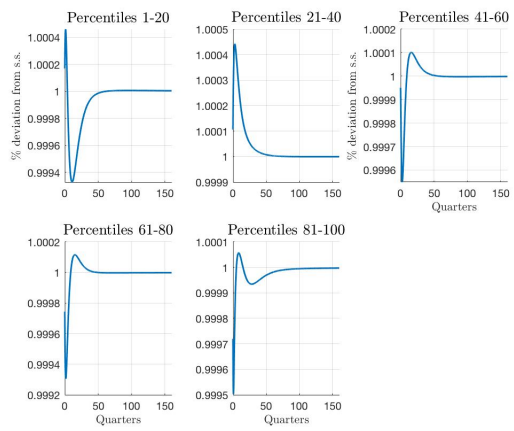 Percentiles 1-20
1.0004
1.0002
1
0.9998
0.9996
0.9994
0 50 100 150
% deviation from s.s.
Percentiles 21-40
1.0005
1.0004
1.0003
1.0002
1.0001
1
0.9999
0 50 100 150
Percentiles 41-60
1.0002
1.0001
1
0.9999
0.9998
0.9997
0.9996
0 50 100 150
% deviation from s.s.
Quarters
Percentiles 61-80
1.0002
1
0.9998
0.9996
0.9994
0.9992
0 50 100 150
Quarters
Percentiles 81-100
1.0001
1
0.9999
0.9998
0.9997
0.9996
0.9995
0 50 100 150
Quarters